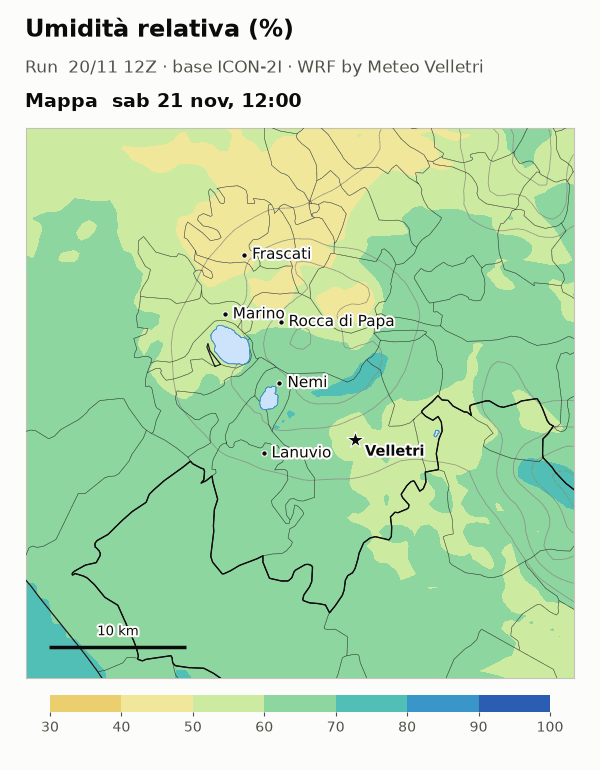 Umidità relativa (%)
Run  20/11 12Z · base ICON-2I · WRF by Meteo Velletri
Mappa  sab 21 nov, 12:00
Frascati
Marino
Rocca di Papa
Nemi
Velletri
Lanuvio
10 km
30 40 50 60 70 80 90 100